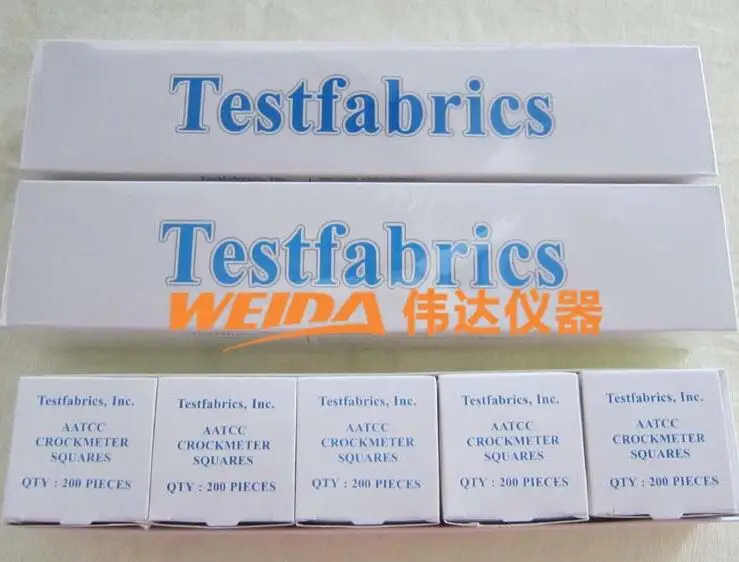 Testfabrics
Testfabrics
WEIDA 伟达仪器
Testfabrics, Inc.
AATCC
CROCKMETER
SQUARES
QTY : 200 PIECES
Testfabrics, Inc.
AATCC
CROCKMETER
SQUARES
QTY : 200 PIECES
Testfabrics, Inc.
AATCC
CROCKMETER
SQUARES
QTY : 200 PIECES
Testfabrics, Inc.
AATCC
CROCKMETER
SQUARES
QTY : 200 PIECES
Testfabrics, Inc.
AATCC
CROCKMETER
SQUARES
QTY : 200 PIECES